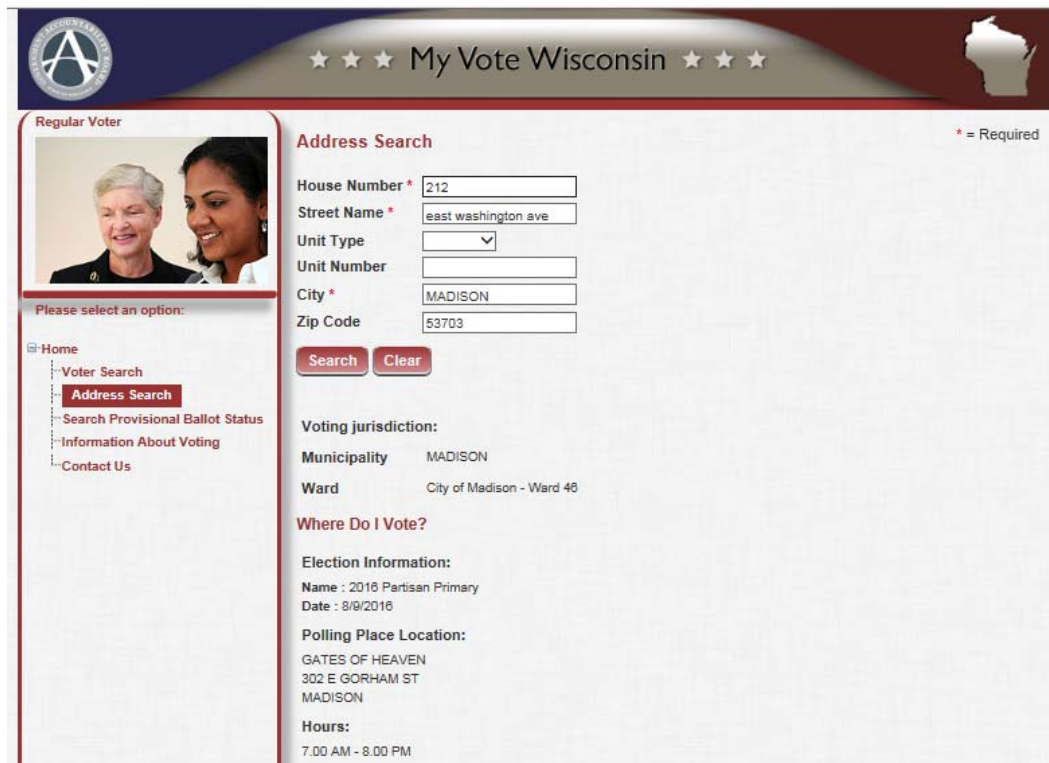 My Vote Wisconsin
Regular Voter
Please select an option:
Home
Voter Search
Address Search
Search Provisional Ballot Status
Information About Voting
Contact Us
Address Search
* = Required
House Number * 212
Street Name * east washington ave
Unit Type
Unit Number
City * MADISON
Zip Code 53703
Search Clear
Voting jurisdiction:
Municipality MADISON
Ward City of Madison - Ward 46
Where Do I Vote?
Election Information:
Name : 2016 Partisan Primary
Date : 8/9/2016
Polling Place Location:
GATES OF HEAVEN
302 E GORHAM ST
MADISON
Hours:
7.00 AM - 8.00 PM